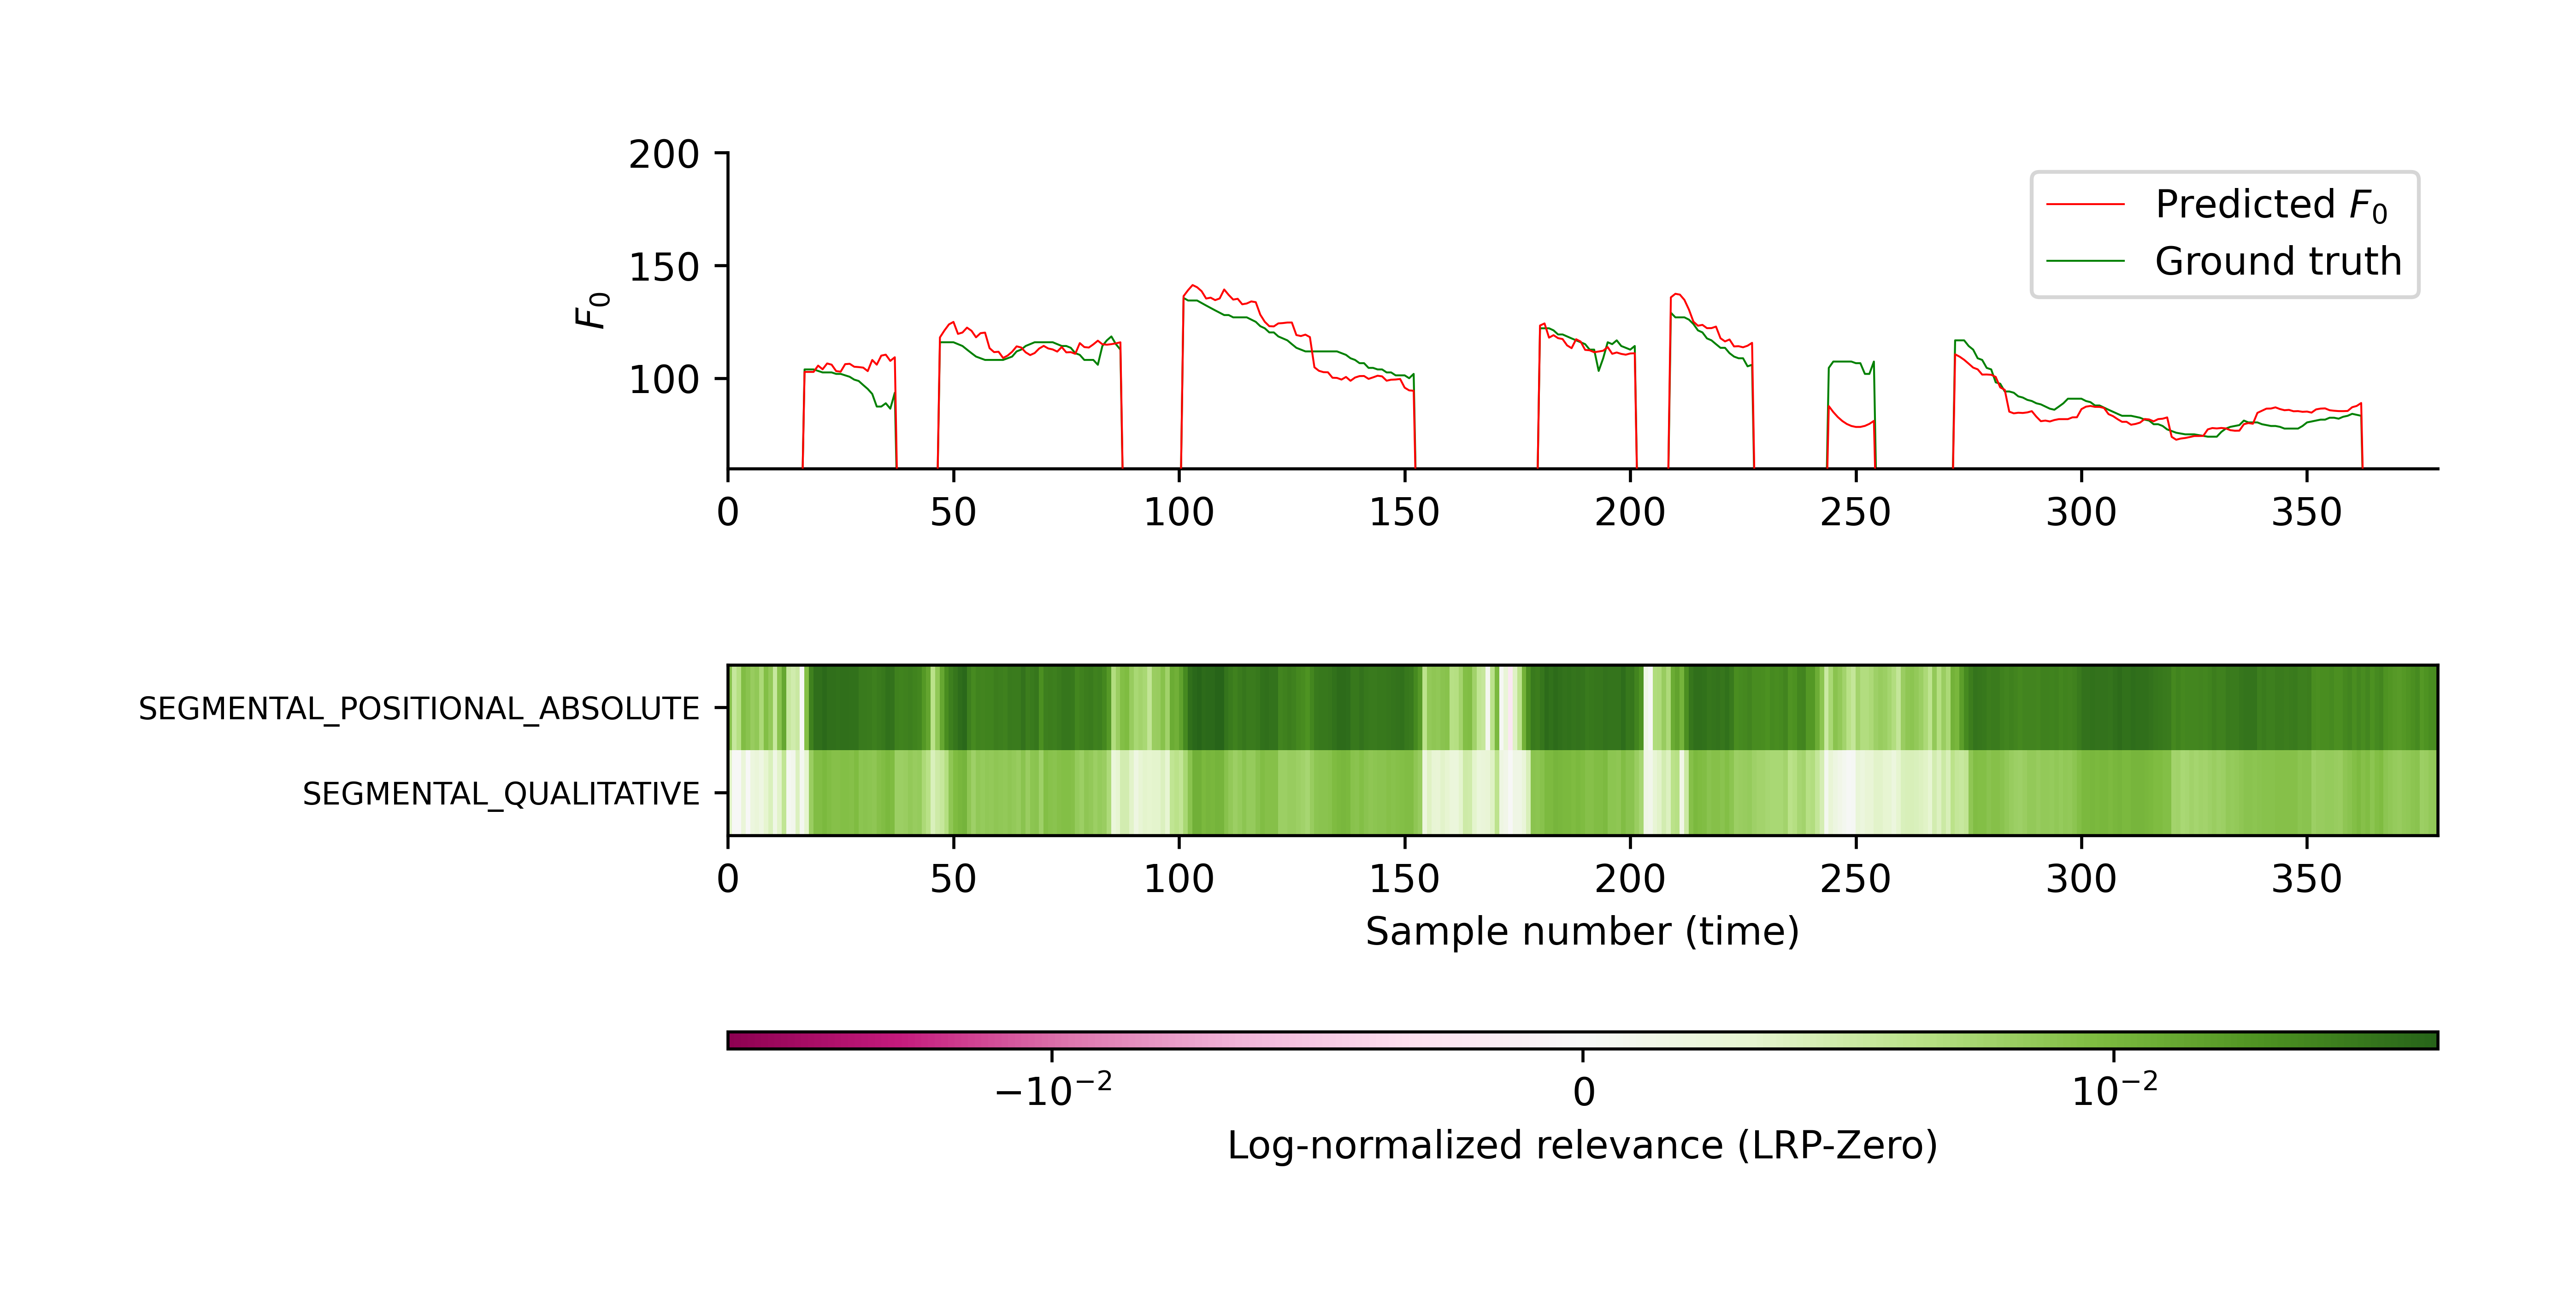 200
150
100
F₀
Predicted F₀
Ground truth
0 50 100 150 200 250 300 350
SEGMENTAL_POSITIONAL_ABSOLUTE
SEGMENTAL_QUALITATIVE
0 50 100 150 200 250 300 350
Sample number (time)
−10⁻² 0 10⁻²
Log-normalized relevance (LRP-Zero)